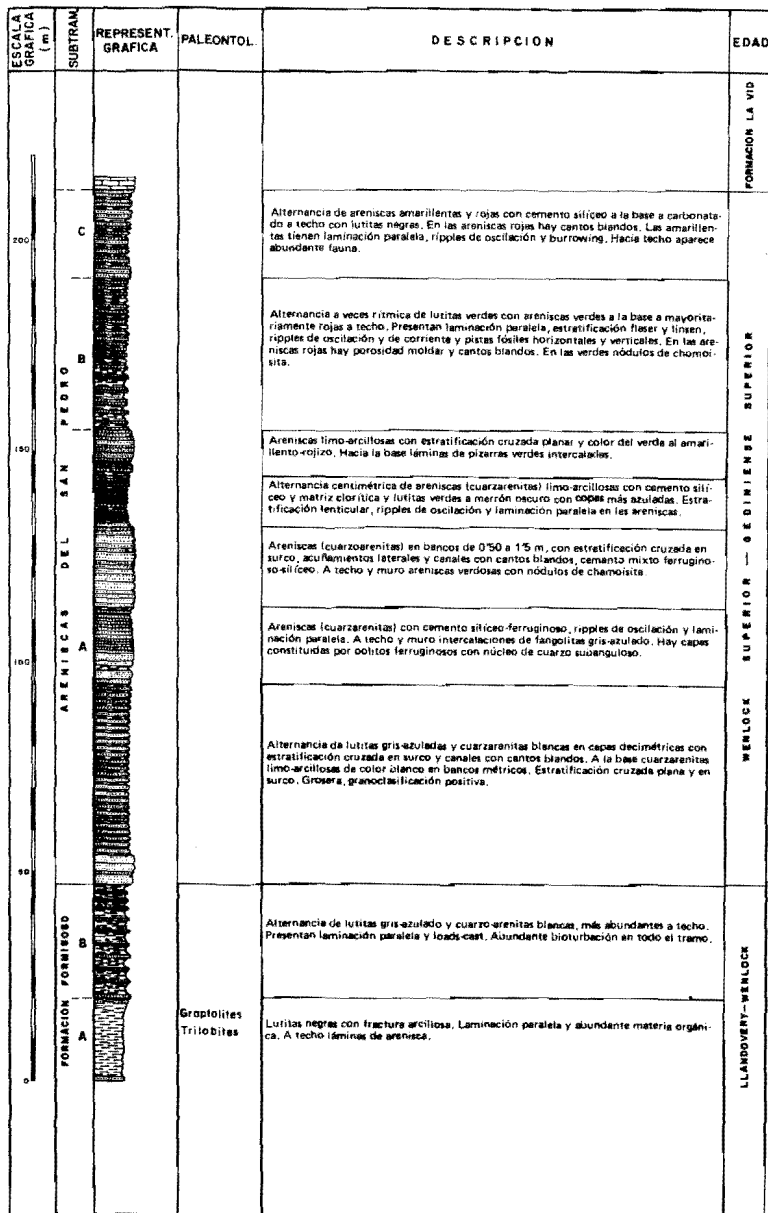 ESCALA
GRAFICA
(m)
SUBTRAM.
REPRESENT.
GRAFICA
PALEONTOL.
DESCRIPCION
EDAD
FORMACION LA VID
200
150
100
50
0
ARENISCAS DEL SAN PEDRO
C
B
A
FORMACIÓN FORMIGOSO
B
A
Graptolites
Trilobites
Alternancia de areniscas amarillentas y rojas con cemento silíceo a la base a carbonata-
do a techo con lutitas negras. En las areniscas rojas hay cantos blandos. Las amarillen-
tas tienen laminación paralela, ripples de oscilación y burrowing. Hacia techo aparece
abundante fauna.
Alternancia a veces rítmica de lutitas verdes con areniscas verdes a la base a mayorita-
riamente rojas a techo. Presentan laminación paralela, estratificación flaser y linsen,
ripples de oscilación y de corriente y pistas fósiles horizontales y verticales. En las are-
niscas rojas hay porosidad moldar y cantos blandos. En las verdes nódulos de chamoi-
sita.
Areniscas limo-arcillosas con estratificación cruzada planar y color del verde al amari-
llento-rojizo. Hacia la base láminas de pizarras verdes intercaladas.
Alternancia centimétrica de areniscas (cuarzarenitas) limo-arcillosas con cemento silí-
ceo y matriz clorítica y lutitas verdes a marrón oscuro con copas más azuladas. Estra-
tificación lenticular, ripples de oscilación y laminación paralela en las areniscas.
Areniscas (cuarzoarenitas) en bancos de 0'50 a 1'5 m, con estratificación cruzada en
surco, acuñamientos laterales y canales con cantos blandos, cemento mixto ferrugino-
so-silíceo. A techo y muro areniscas verdosas con nódulos de chamoisita.
Areniscas (cuarzarenitas) con cemento silíceo-ferruginoso, ripples de oscilación y lami-
nación paralela. A techo y muro intercalaciones de fangolitas gris-azulado. Hay capas
constituidas por oolitos ferruginosos con núcleo de cuarzo subanguloso.
Alternancia de lutitas gris-azuladas y cuarzarenitas blancas en capas decimétricas con
estratificación cruzada en surco y canales con cantos blandos. A la base cuarzarenitas
limo-arcillosas de color blanco en bancos métricos. Estratificación cruzada plana y en
surco. Grosera, granoclasificación positiva.
Alternancia de lutitas gris-azulado y cuarzo-arenitas blancas, más abundantes a techo.
Presentan laminación paralela y loads-cast. Abundante bioturbación en todo el tramo.
Lutitas negras con fractura arcillosa. Laminación paralela y abundante materia orgáni-
ca. A techo láminas de arenisca.
WENLOCK SUPERIOR — GEDINIENSE SUPERIOR
LLANDOVERY-WENLOCK